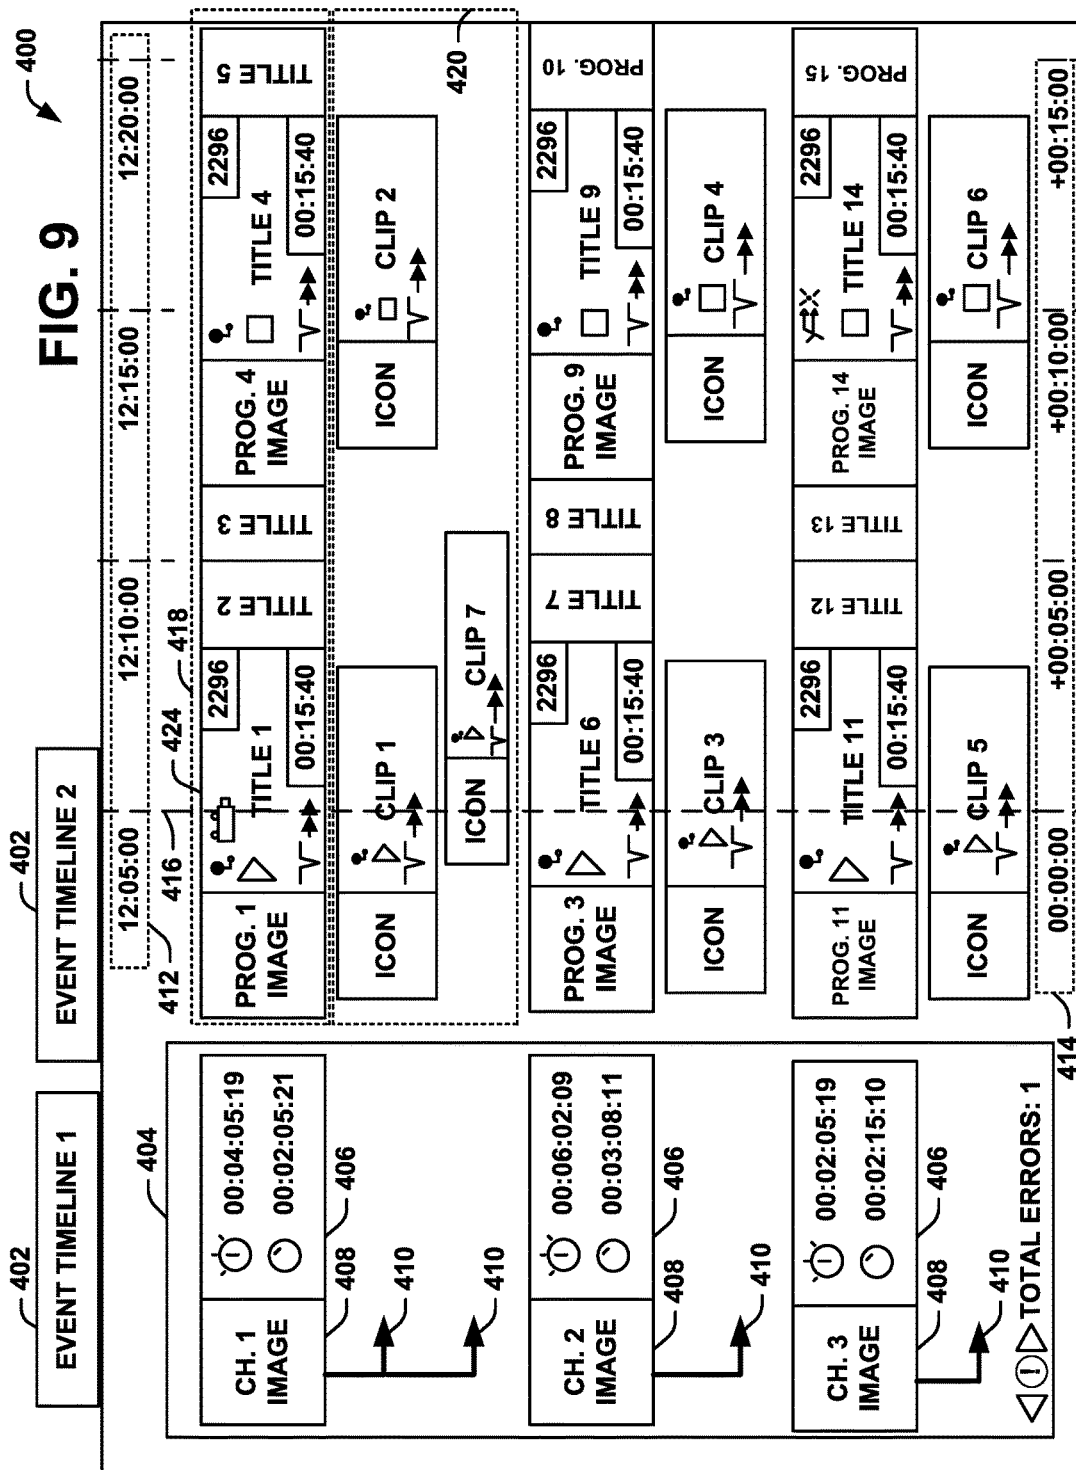 FIG. 9
400
402
402
EVENT TIMELINE 1
EVENT TIMELINE 2
404
412
416
424
418
12:05:00
12:10:00
12:15:00
12:20:00
CH. 1
IMAGE
00:04:05:19
00:02:05:21
408
406
410
410
PROG. 1
IMAGE
TITLE 1
2296
00:15:40
TITLE 2
TITLE 3
PROG. 4
IMAGE
TITLE 4
2296
00:15:40
TITLE 5
ICON
CLIP 1
ICON
CLIP 2
ICON
CLIP 7
420
CH. 2
IMAGE
00:06:02:09
00:03:08:11
408
406
410
PROG. 3
IMAGE
TITLE 6
2296
00:15:40
TITLE 7
TITLE 8
PROG. 9
IMAGE
TITLE 9
2296
00:15:40
PROG. 10
ICON
CLIP 3
ICON
CLIP 4
CH. 3
IMAGE
00:02:05:19
00:02:15:10
408
406
410
PROG. 11
IMAGE
TITLE 11
2296
00:15:40
TITLE 12
TITLE 13
PROG. 14
IMAGE
TITLE 14
2296
00:15:40
PROG. 15
ICON
CLIP 5
ICON
CLIP 6
TOTAL ERRORS: 1
414
00:00:00
+00:05:00
+00:10:00
+00:15:00